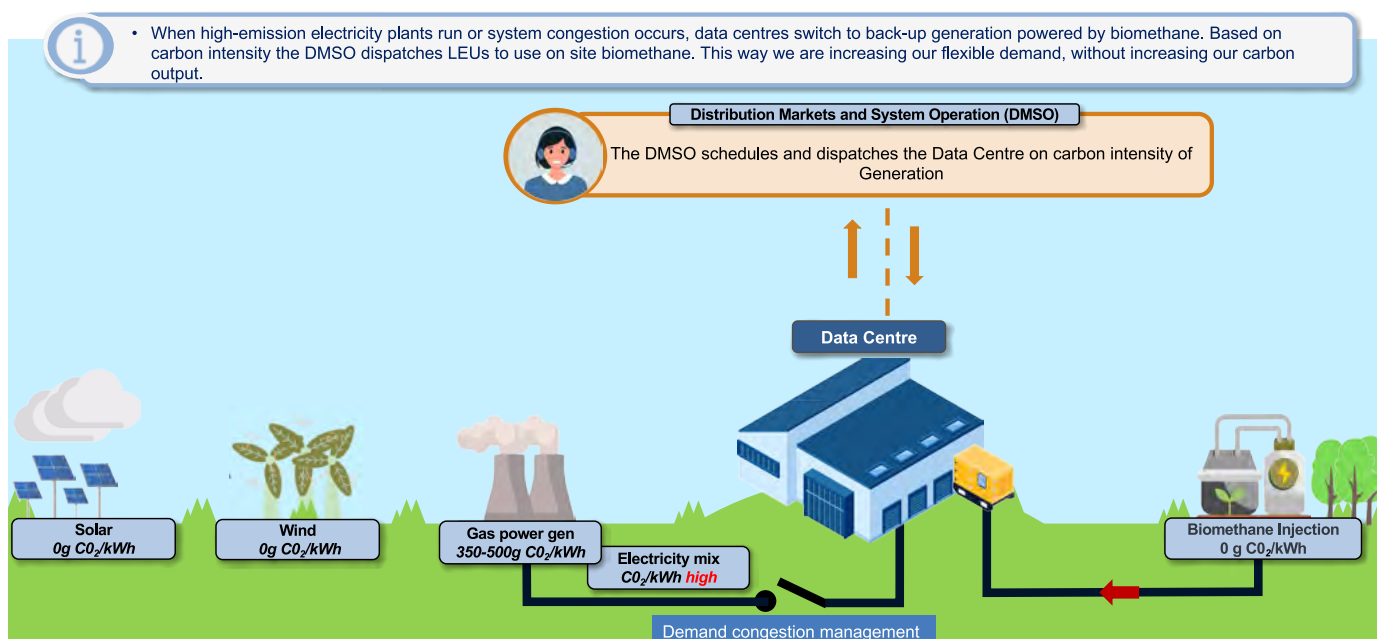 • When high-emission electricity plants run or system congestion occurs, data centres switch to back-up generation powered by biomethane. Based on
carbon intensity the DMSO dispatches LEUs to use on site biomethane. This way we are increasing our flexible demand, without increasing our carbon
output.
Distribution Markets and System Operation (DMSO)
The DMSO schedules and dispatches the Data Centre on carbon intensity of
Generation
Data Centre
Solar
0g C0₂/kWh
Wind
0g C0₂/kWh
Gas power gen
350-500g C0₂/kWh
Electricity mix
C0₂/kWh high
Biomethane Injection
0 g C0₂/kWh
Demand congestion management